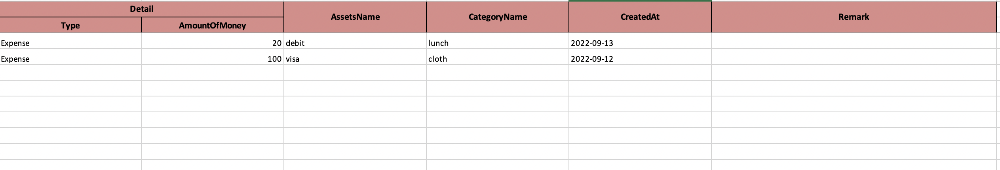 Detail
Type AmountOfMoney AssetsName CategoryName CreatedAt Remark
Expense 20 debit lunch 2022-09-13
Expense 100 visa cloth 2022-09-12